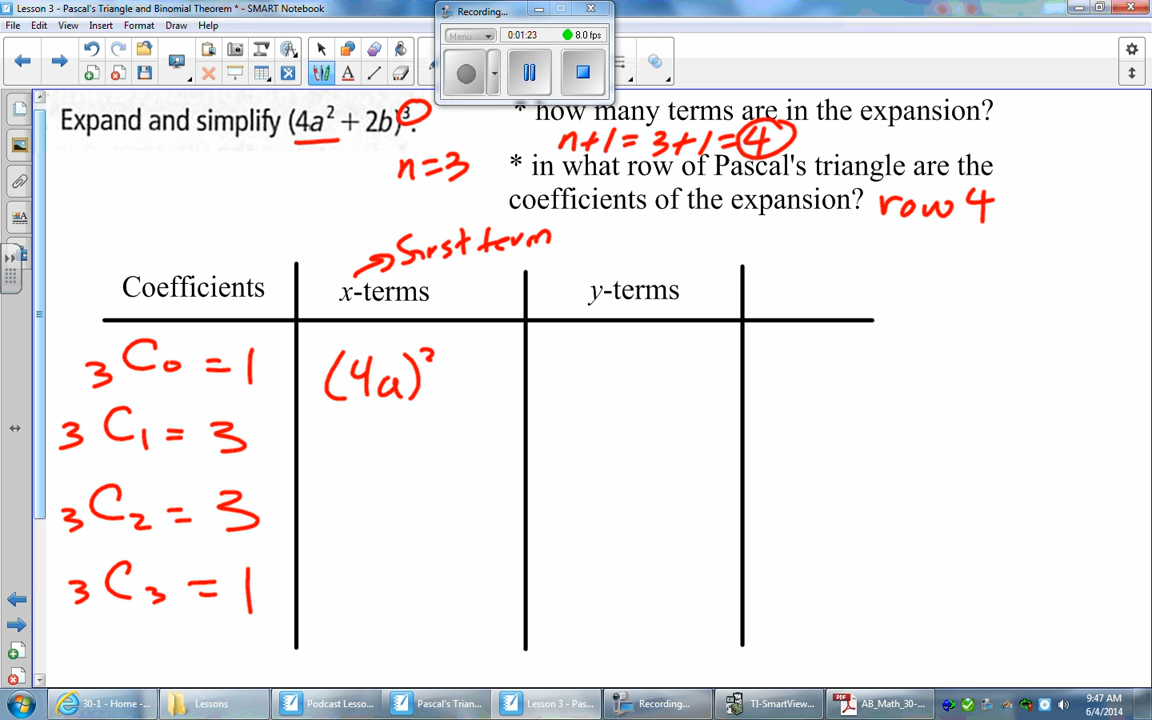 Lesson 3 - Pascal's Triangle and Binomial Theorem * - SMART Notebook
Recording...
File Edit View Insert Format Draw Help
Menu
0:01:23
8.0 fps
Expand and simplify (4a² + 2b)³.
n=3
* how many terms are in the expansion?
n+1 = 3+1 = 4
* in what row of Pascal's triangle are the
coefficients of the expansion? row 4
first term
Coefficients
x-terms
y-terms
₃C₀ = 1
(4a)²
₃C₁ = 3
₃C₂ = 3
₃C₃ = 1
30-1 - Home -...
Lessons
Podcast Lesso...
Pascal's Trian...
Lesson 3 - Pas...
Recording...
TI-SmartView...
AB_Math_30-...
9:47 AM
6/4/2014